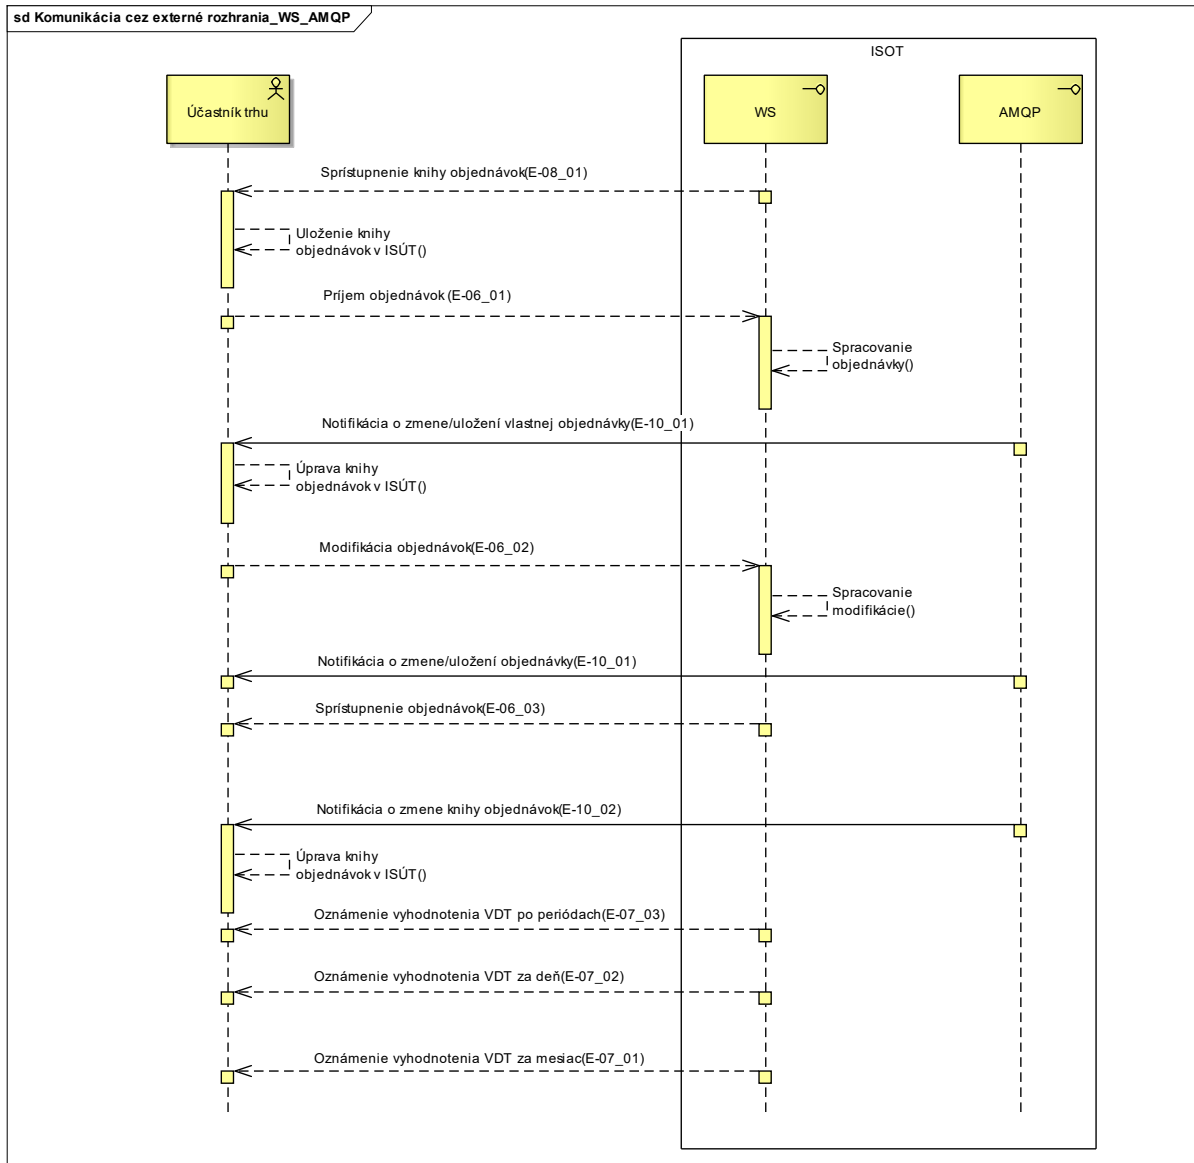 sd Komunikácia cez externé rozhrania_WS_AMQP
ISOT
Účastník trhu
WS
AMQP
Sprístupnenie knihy objednávok(E-08_01)
Uloženie knihy
objednávok v ISÚT()
Príjem objednávok (E-06_01)
Spracovanie
objednávky()
Notifikácia o zmene/uložení vlastnej objednávky(E-10_01)
Úprava knihy
objednávok v ISÚT()
Modifikácia objednávok(E-06_02)
Spracovanie
modifikácie()
Notifikácia o zmene/uložení objednávky(E-10_01)
Sprístupnenie objednávok(E-06_03)
Notifikácia o zmene knihy objednávok(E-10_02)
Úprava knihy
objednávok v ISÚT()
Oznámenie vyhodnotenia VDT po periódach(E-07_03)
Oznámenie vyhodnotenia VDT za deň(E-07_02)
Oznámenie vyhodnotenia VDT za mesiac(E-07_01)